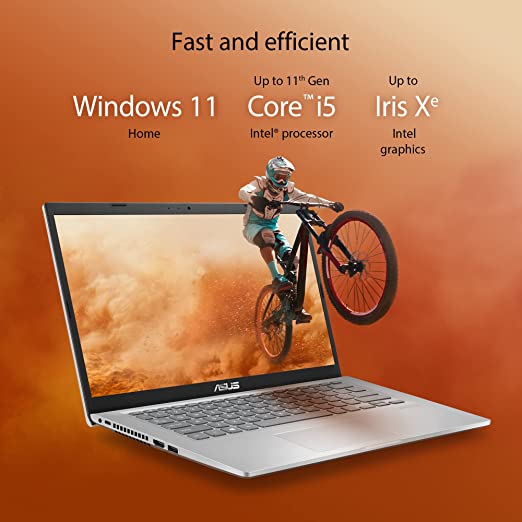 Fast and efficient
Windows 11
Home
Up to 11th Gen
Core™ i5
Intel® processor
Up to
Iris Xe
Intel
graphics
ASUS